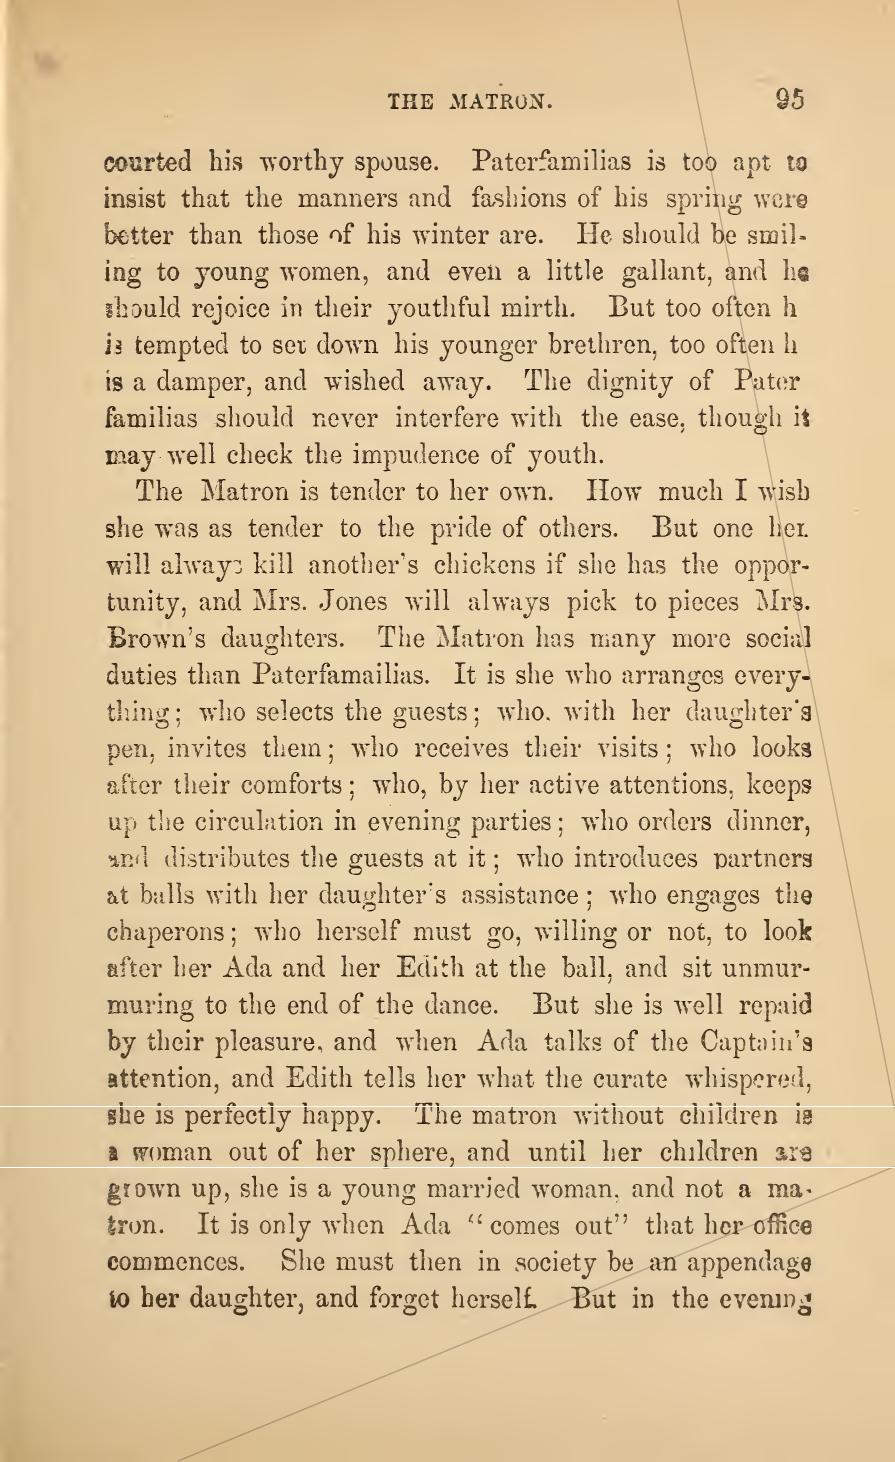 THE MATRON. 95
courted his worthy spouse. Paterfamilias is too apt to
insist that the manners and fashions of his spring were
better than those of his winter are. He should be smil-
ing to young women, and even a little gallant, and he
should rejoice in their youthful mirth. But too often h
is tempted to set down his younger brethren, too often h
is a damper, and wished away. The dignity of Pater
familias should never interfere with the ease, though it
may well check the impudence of youth.
The Matron is tender to her own. How much I wish
she was as tender to the pride of others. But one hen
will always kill another's chickens if she has the oppor-
tunity, and Mrs. Jones will always pick to pieces Mrs.
Brown's daughters. The Matron has many more social
duties than Paterfamailias. It is she who arranges every-
thing; who selects the guests; who, with her daughter's
pen, invites them; who receives their visits; who looks
after their comforts; who, by her active attentions, keeps
up the circulation in evening parties; who orders dinner,
and distributes the guests at it; who introduces partners
at balls with her daughter's assistance; who engages the
chaperons; who herself must go, willing or not, to look
after her Ada and her Edith at the ball, and sit unmur-
muring to the end of the dance. But she is well repaid
by their pleasure, and when Ada talks of the Captain's
attention, and Edith tells her what the curate whispered,
she is perfectly happy. The matron without children is
a woman out of her sphere, and until her children are
grown up, she is a young married woman, and not a ma-
tron. It is only when Ada "comes out" that her office
commences. She must then in society be an appendage
to her daughter, and forget herself. But in the evening